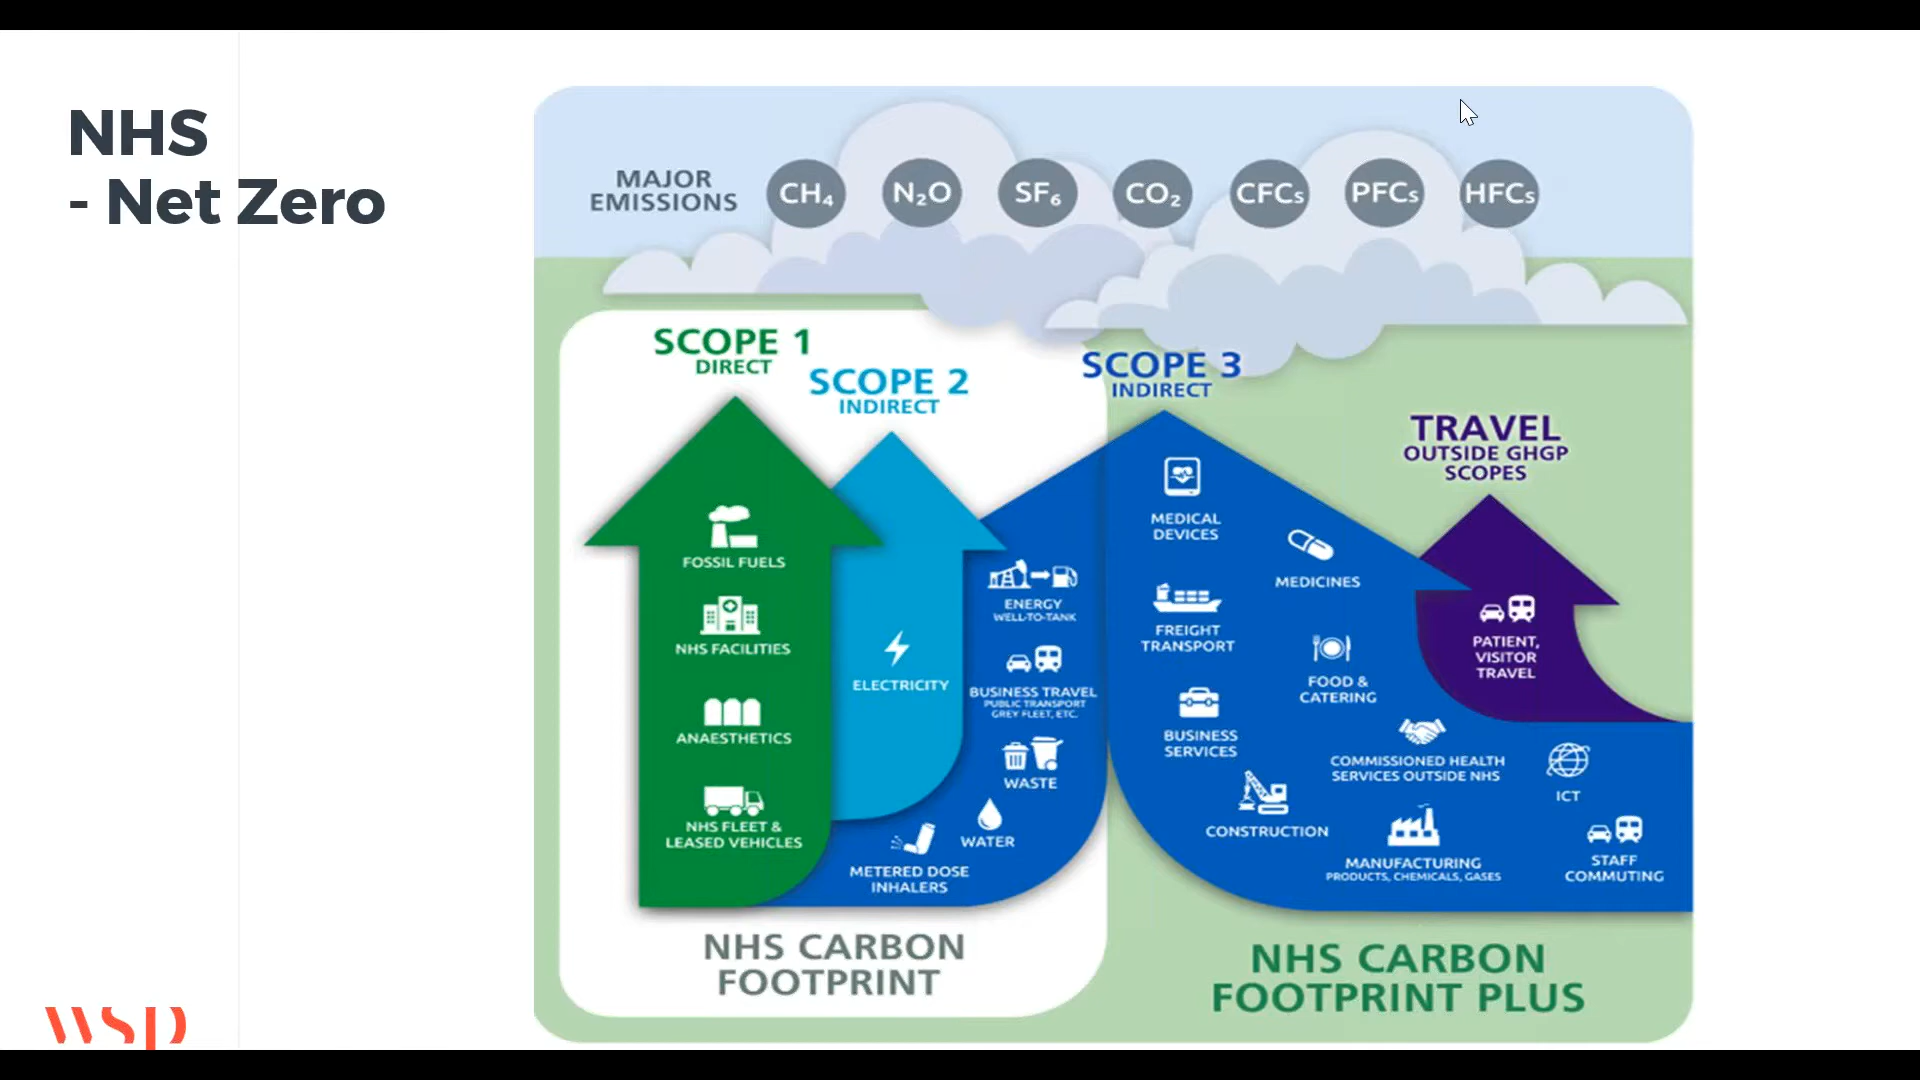 NHS
- Net Zero
MAJOR
EMISSIONS
CH₄
N₂O
SF₆
CO₂
CFCs
PFCs
HFCs
SCOPE 1
DIRECT
SCOPE 2
INDIRECT
SCOPE 3
INDIRECT
TRAVEL
OUTSIDE GHGP
SCOPES
FOSSIL FUELS
NHS FACILITIES
ANAESTHETICS
NHS FLEET &
LEASED VEHICLES
ELECTRICITY
ENERGY
WELL-TO-TANK
BUSINESS TRAVEL
PUBLIC TRANSPORT
GREY FLEET, ETC.
WASTE
WATER
METERED DOSE
INHALERS
MEDICAL
DEVICES
MEDICINES
FREIGHT
TRANSPORT
FOOD &
CATERING
BUSINESS
SERVICES
COMMISSIONED HEALTH
SERVICES OUTSIDE NHS
CONSTRUCTION
MANUFACTURING
PRODUCTS, CHEMICALS, GASES
ICT
STAFF
COMMUTING
PATIENT,
VISITOR
TRAVEL
NHS CARBON
FOOTPRINT
NHS CARBON
FOOTPRINT PLUS
WSP